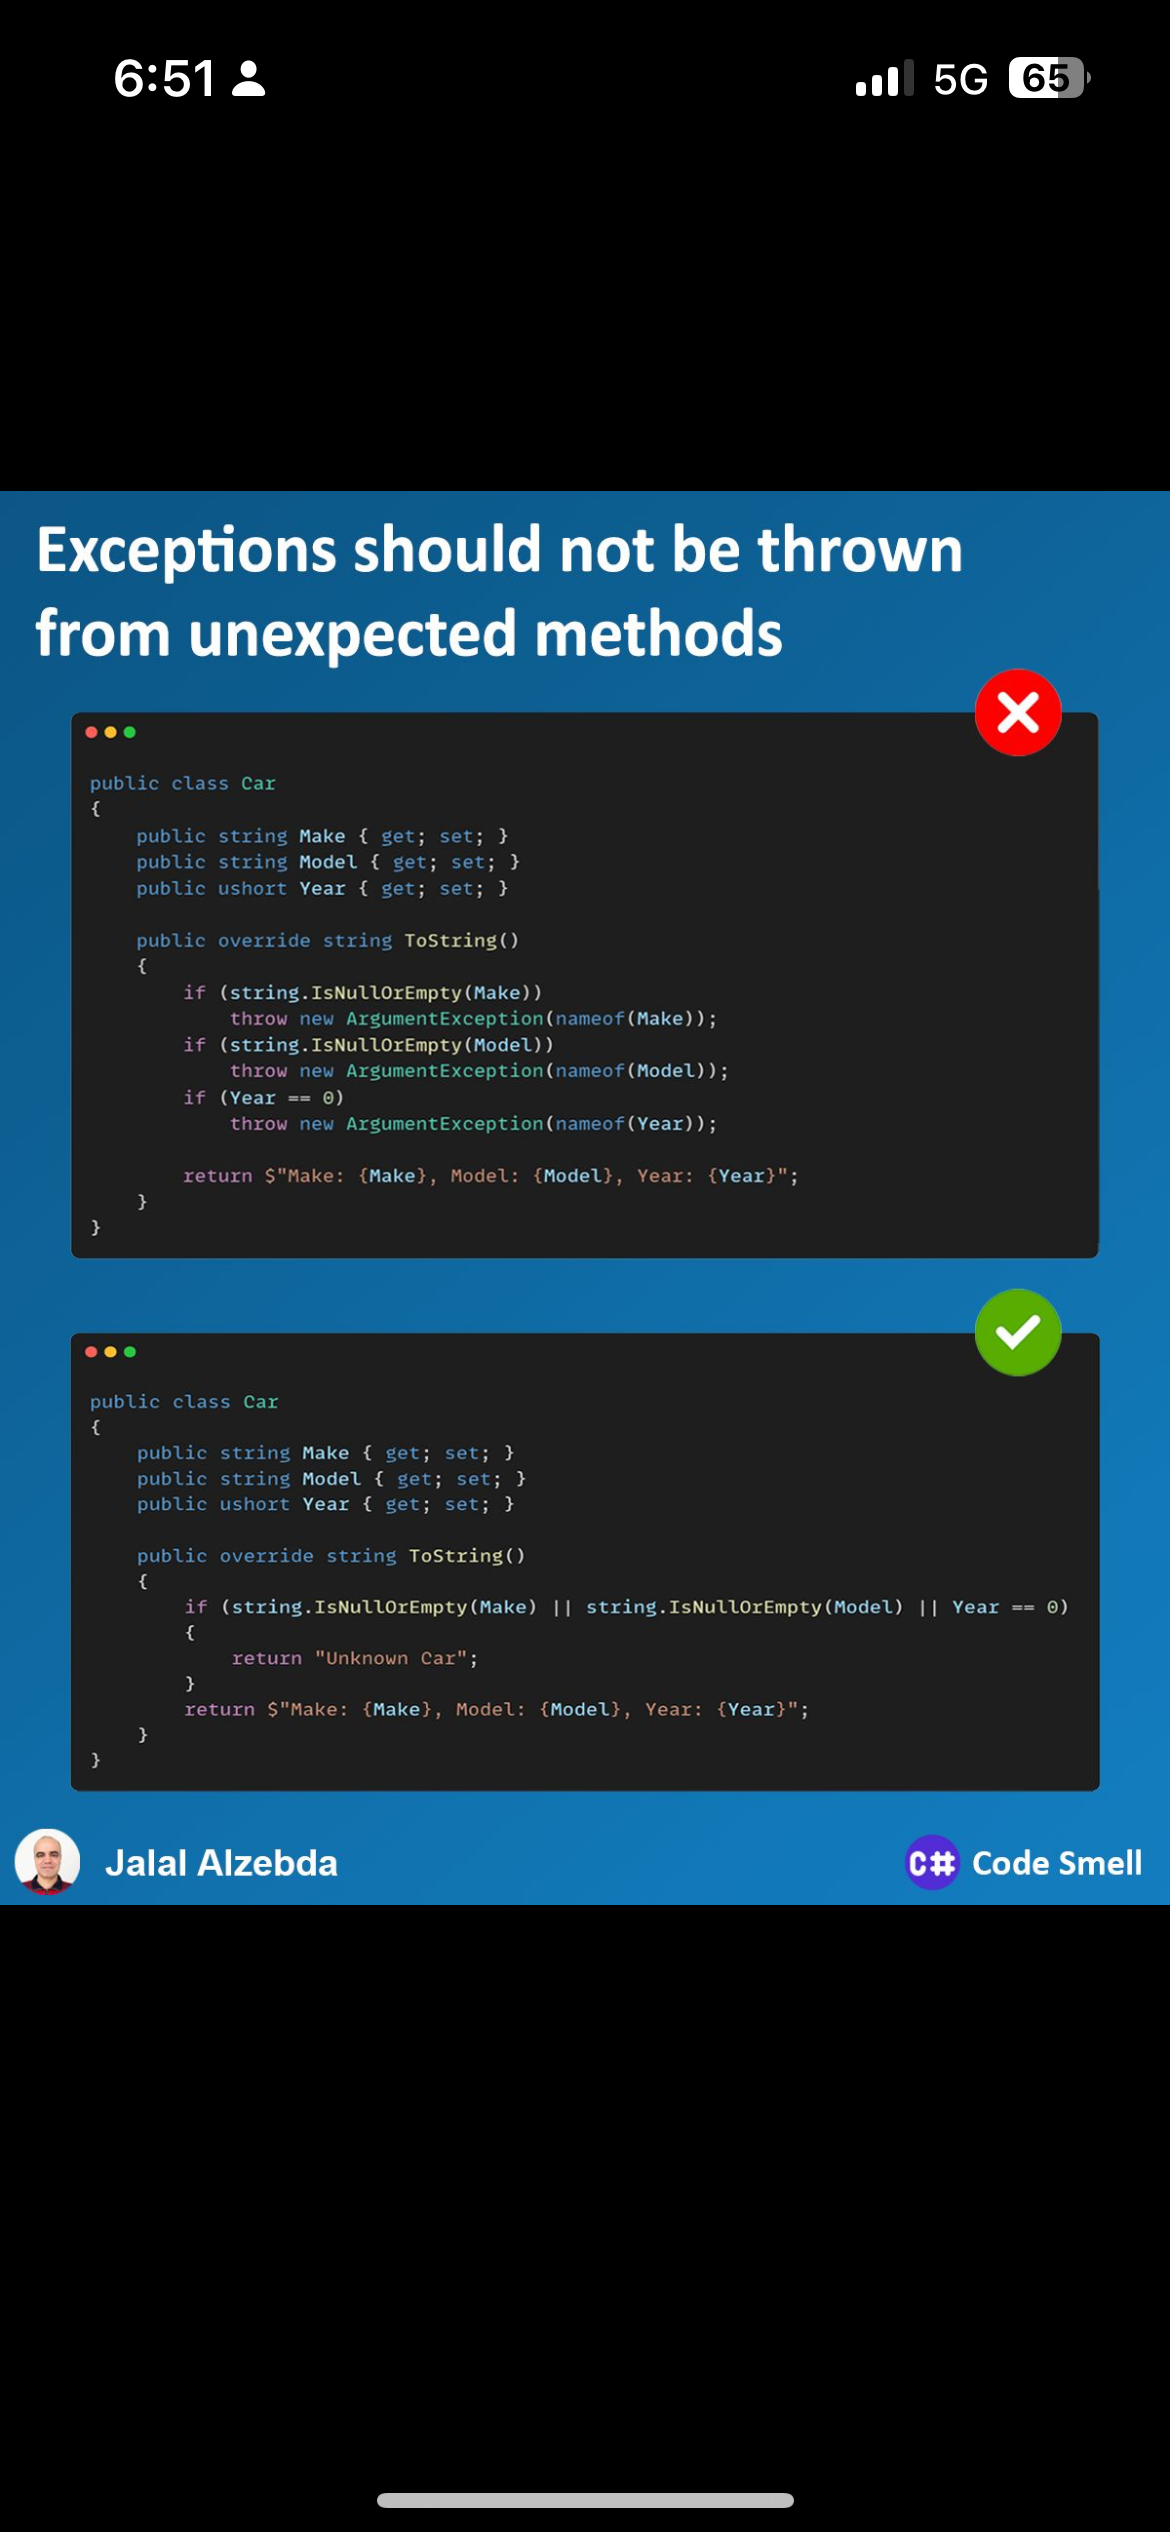 6:51
5G 65
Exceptions should not be thrown
from unexpected methods
public class Car
{
    public string Make { get; set; }
    public string Model { get; set; }
    public ushort Year { get; set; }
    public override string ToString()
    {
        if (string.IsNullOrEmpty(Make))
            throw new ArgumentException(nameof(Make));
        if (string.IsNullOrEmpty(Model))
            throw new ArgumentException(nameof(Model));
        if (Year == 0)
            throw new ArgumentException(nameof(Year));
        return $"Make: {Make}, Model: {Model}, Year: {Year}";
    }
}
public class Car
{
    public string Make { get; set; }
    public string Model { get; set; }
    public ushort Year { get; set; }
    public override string ToString()
    {
        if (string.IsNullOrEmpty(Make) || string.IsNullOrEmpty(Model) || Year == 0)
        {
            return "Unknown Car";
        }
        return $"Make: {Make}, Model: {Model}, Year: {Year}";
    }
}
Jalal Alzebda
C# Code Smell